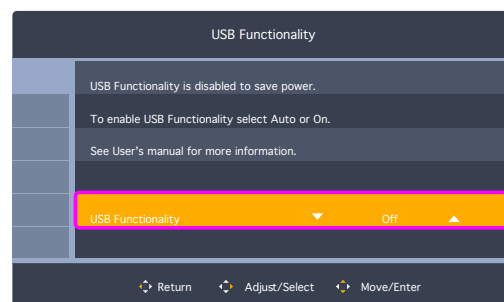 USB Functionality
USB Functionality is disabled to save power.
To enable USB Functionality select Auto or On.
See User's manual for more information.
USB Functionality Off
Return Adjust/Select Move/Enter